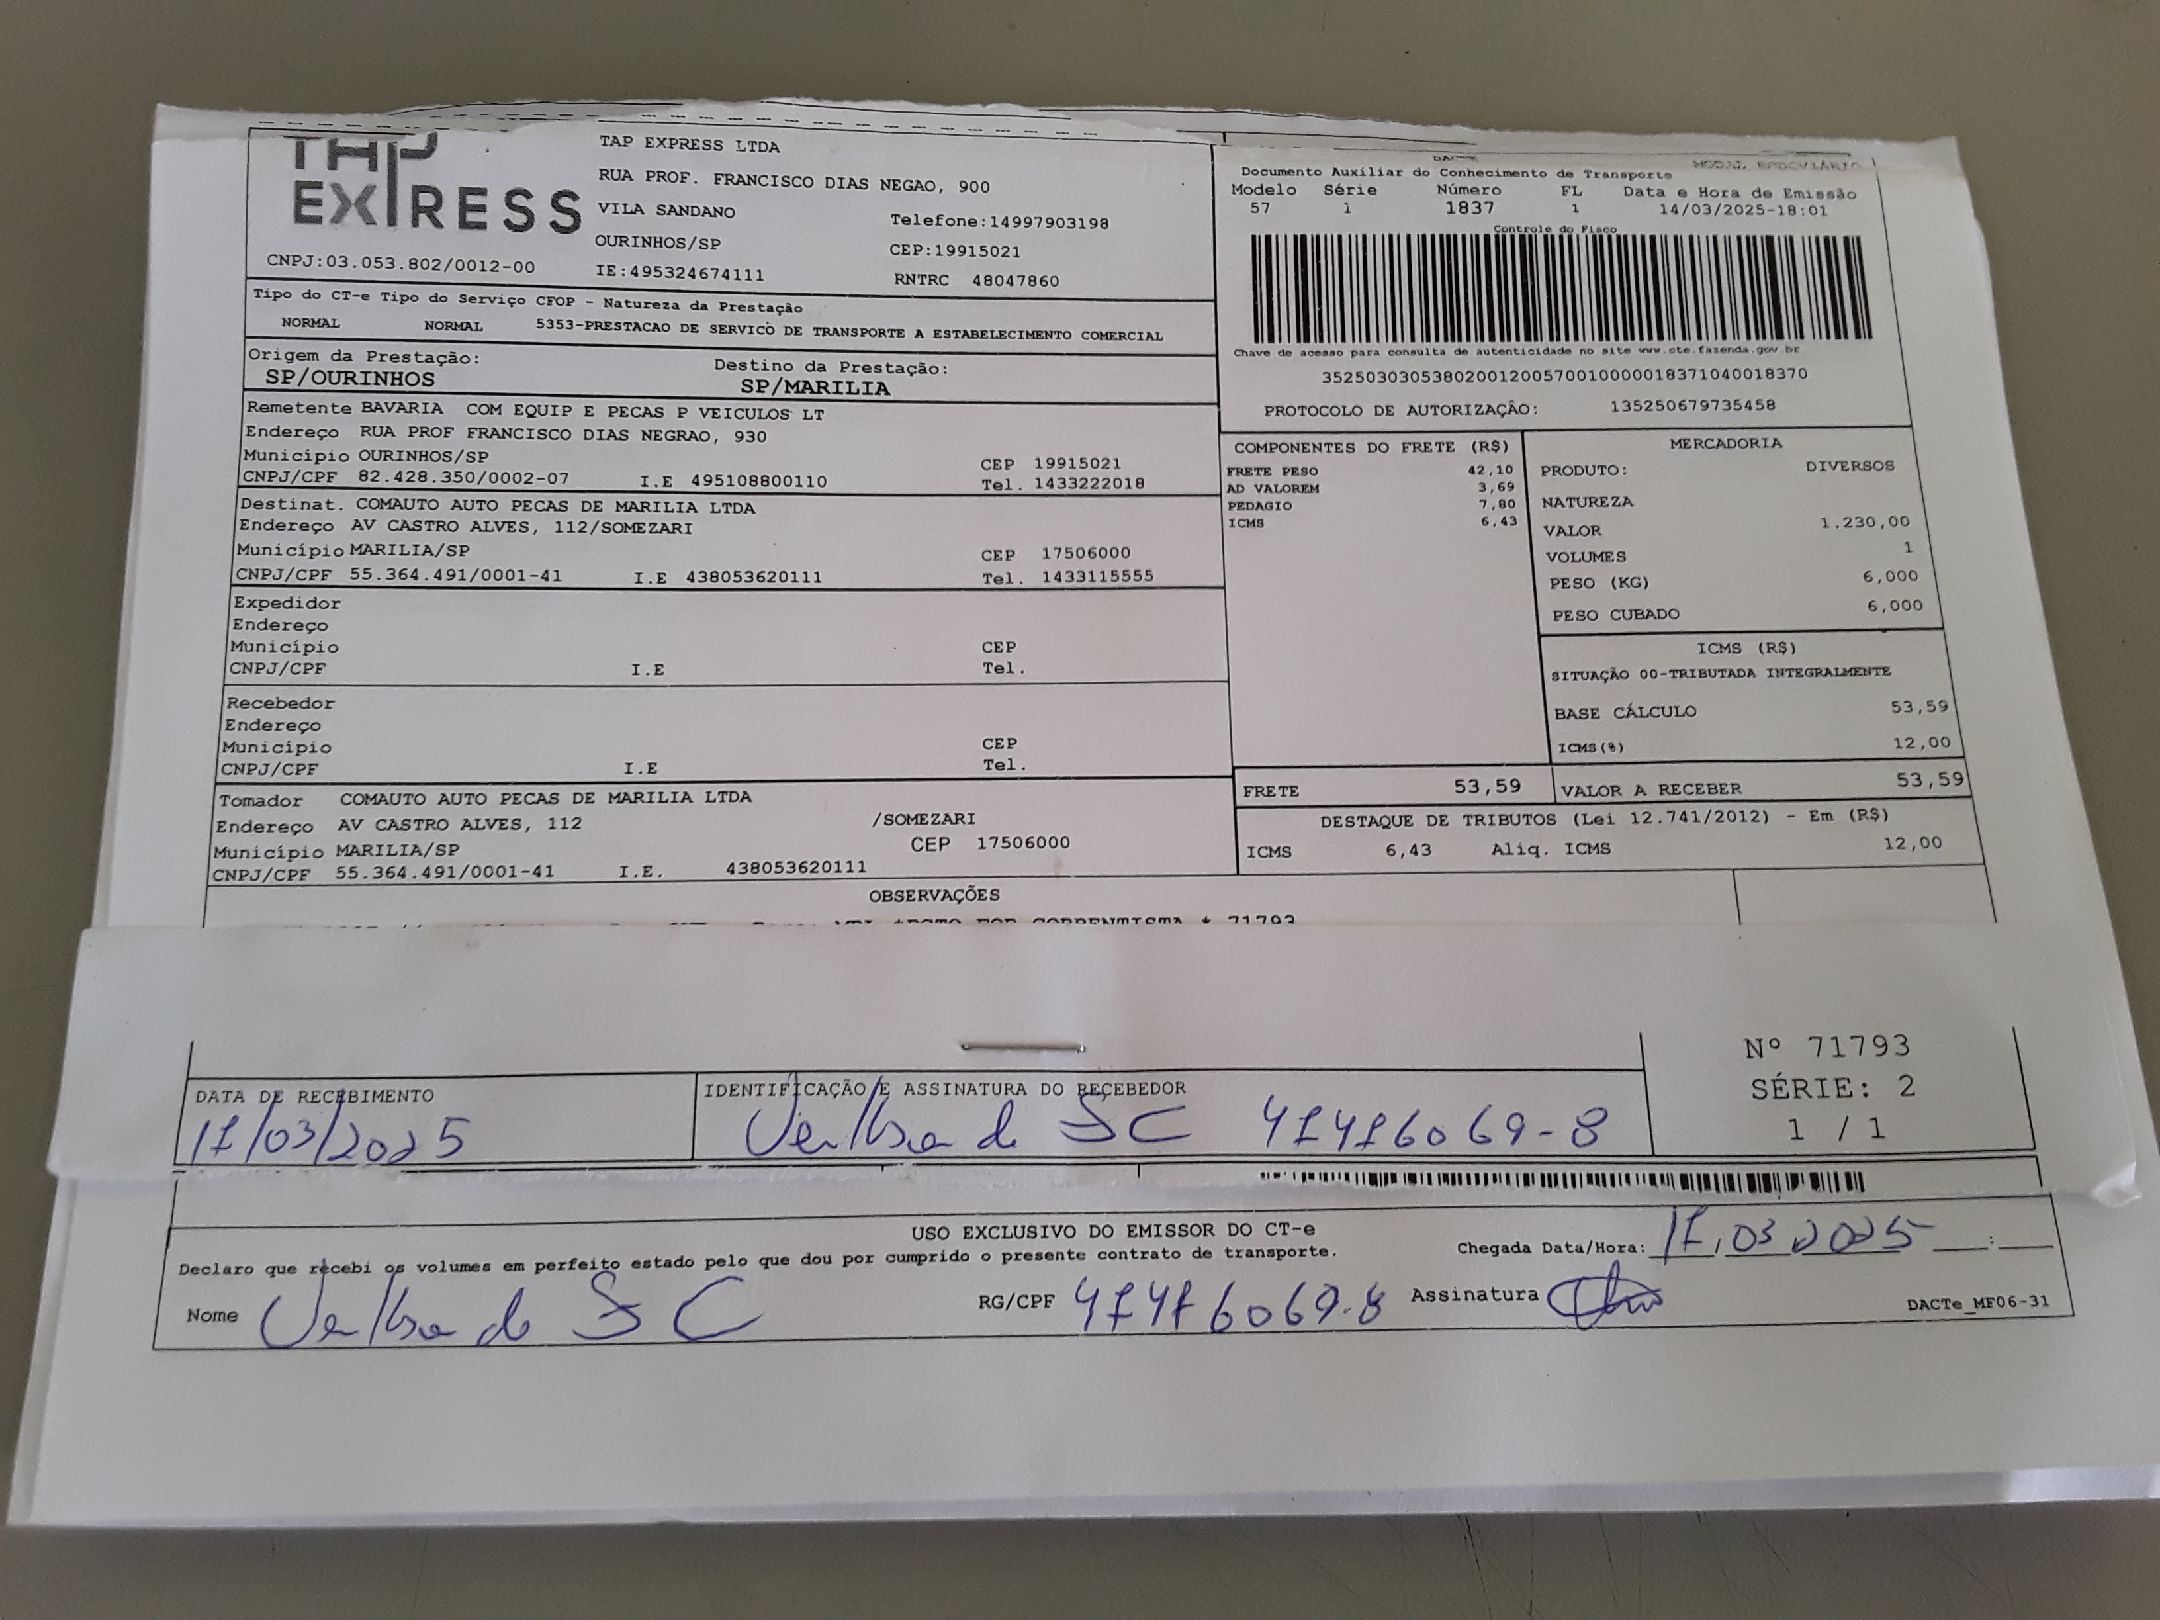 TAP EXPRESS
TAP EXPRESS LTDA
RUA PROF. FRANCISCO DIAS NEGAO, 900
VILA SANDANO
Telefone:14997903198
OURINHOS/SP
CEP:19915021
CNPJ:03.053.802/0012-00
IE:495324674111
RNTRC 48047860
MODAL RODOVIÁRIO
Documento Auxiliar do Conhecimento de Transporte
Modelo Série Número FL Data e Hora de Emissão
57 1 1837 1 14/03/2025-18:01
Controle do Fisco
Chave de acesso para consulta de autenticidade no site www.cte.fazenda.gov.br
35250303053802001200570010000018371040018370
PROTOCOLO DE AUTORIZAÇÃO: 135250679735458
Tipo do CT-e Tipo do Serviço CFOP - Natureza da Prestação
NORMAL NORMAL 5353-PRESTACAO DE SERVICO DE TRANSPORTE A ESTABELECIMENTO COMERCIAL
Origem da Prestação: Destino da Prestação:
SP/OURINHOS SP/MARILIA
Remetente BAVARIA COM EQUIP E PECAS P VEICULOS LT
Endereço RUA PROF FRANCISCO DIAS NEGRAO, 930
Município OURINHOS/SP CEP 19915021
CNPJ/CPF 82.428.350/0002-07 I.E 495108800110 Tel. 1433222018
Destinat. COMAUTO AUTO PECAS DE MARILIA LTDA
Endereço AV CASTRO ALVES, 112/SOMEZARI
Município MARILIA/SP CEP 17506000
CNPJ/CPF 55.364.491/0001-41 I.E 438053620111 Tel. 1433115555
Expedidor
Endereço
Município CEP
CNPJ/CPF I.E Tel.
Recebedor
Endereço
Município CEP
CNPJ/CPF I.E Tel.
Tomador COMAUTO AUTO PECAS DE MARILIA LTDA
Endereço AV CASTRO ALVES, 112 /SOMEZARI
Município MARILIA/SP CEP 17506000
CNPJ/CPF 55.364.491/0001-41 I.E. 438053620111
COMPONENTES DO FRETE (R$)
FRETE PESO 42,10
AD VALOREM 3,69
PEDAGIO 7,80
ICMS 6,43
MERCADORIA
PRODUTO: DIVERSOS
NATUREZA
VALOR 1.230,00
VOLUMES 1
PESO (KG) 6,000
PESO CUBADO 6,000
ICMS (R$)
SITUAÇÃO 00-TRIBUTADA INTEGRALMENTE
BASE CÁLCULO 53,59
ICMS(%) 12,00
FRETE 53,59 VALOR A RECEBER 53,59
DESTAQUE DE TRIBUTOS (Lei 12.741/2012) - Em (R$)
ICMS 6,43 Aliq. ICMS 12,00
OBSERVAÇÕES
CORRENTISTA * 71793
Nº 71793
SÉRIE: 2
1 / 1
DATA DE RECEBIMENTO
17/03/2025
IDENTIFICAÇÃO E ASSINATURA DO RECEBEDOR
S C 47476069-8
USO EXCLUSIVO DO EMISSOR DO CT-e
Declaro que recebi os volumes em perfeito estado pelo que dou por cumprido o presente contrato de transporte.
Chegada Data/Hora: 17,03,2025 __:__
Nome S C RG/CPF 47476069-8 Assinatura
DACTe_MF06-31